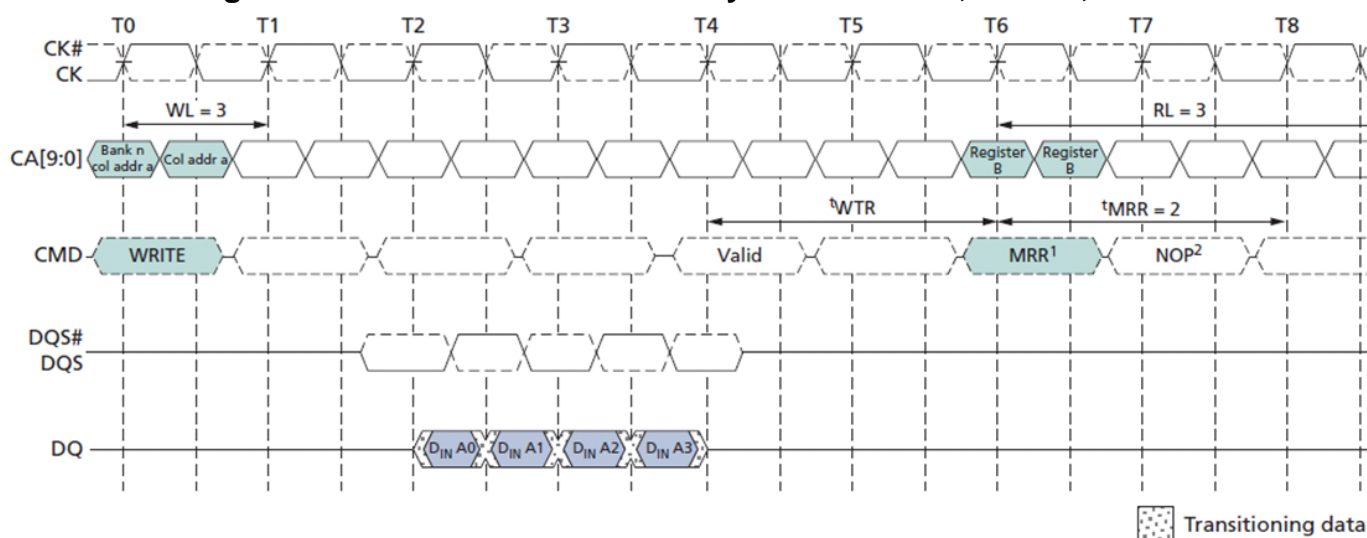 T0 T1 T2 T3 T4 T5 T6 T7 T8
CK#
CK
WL = 3 RL = 3
CA[9:0] Bank n col addr a Col addr a Register B Register B
tWTR tMRR = 2
CMD WRITE Valid MRR1 NOP2
DQS#
DQS
DQ DIN A0 DIN A1 DIN A2 DIN A3
Transitioning data